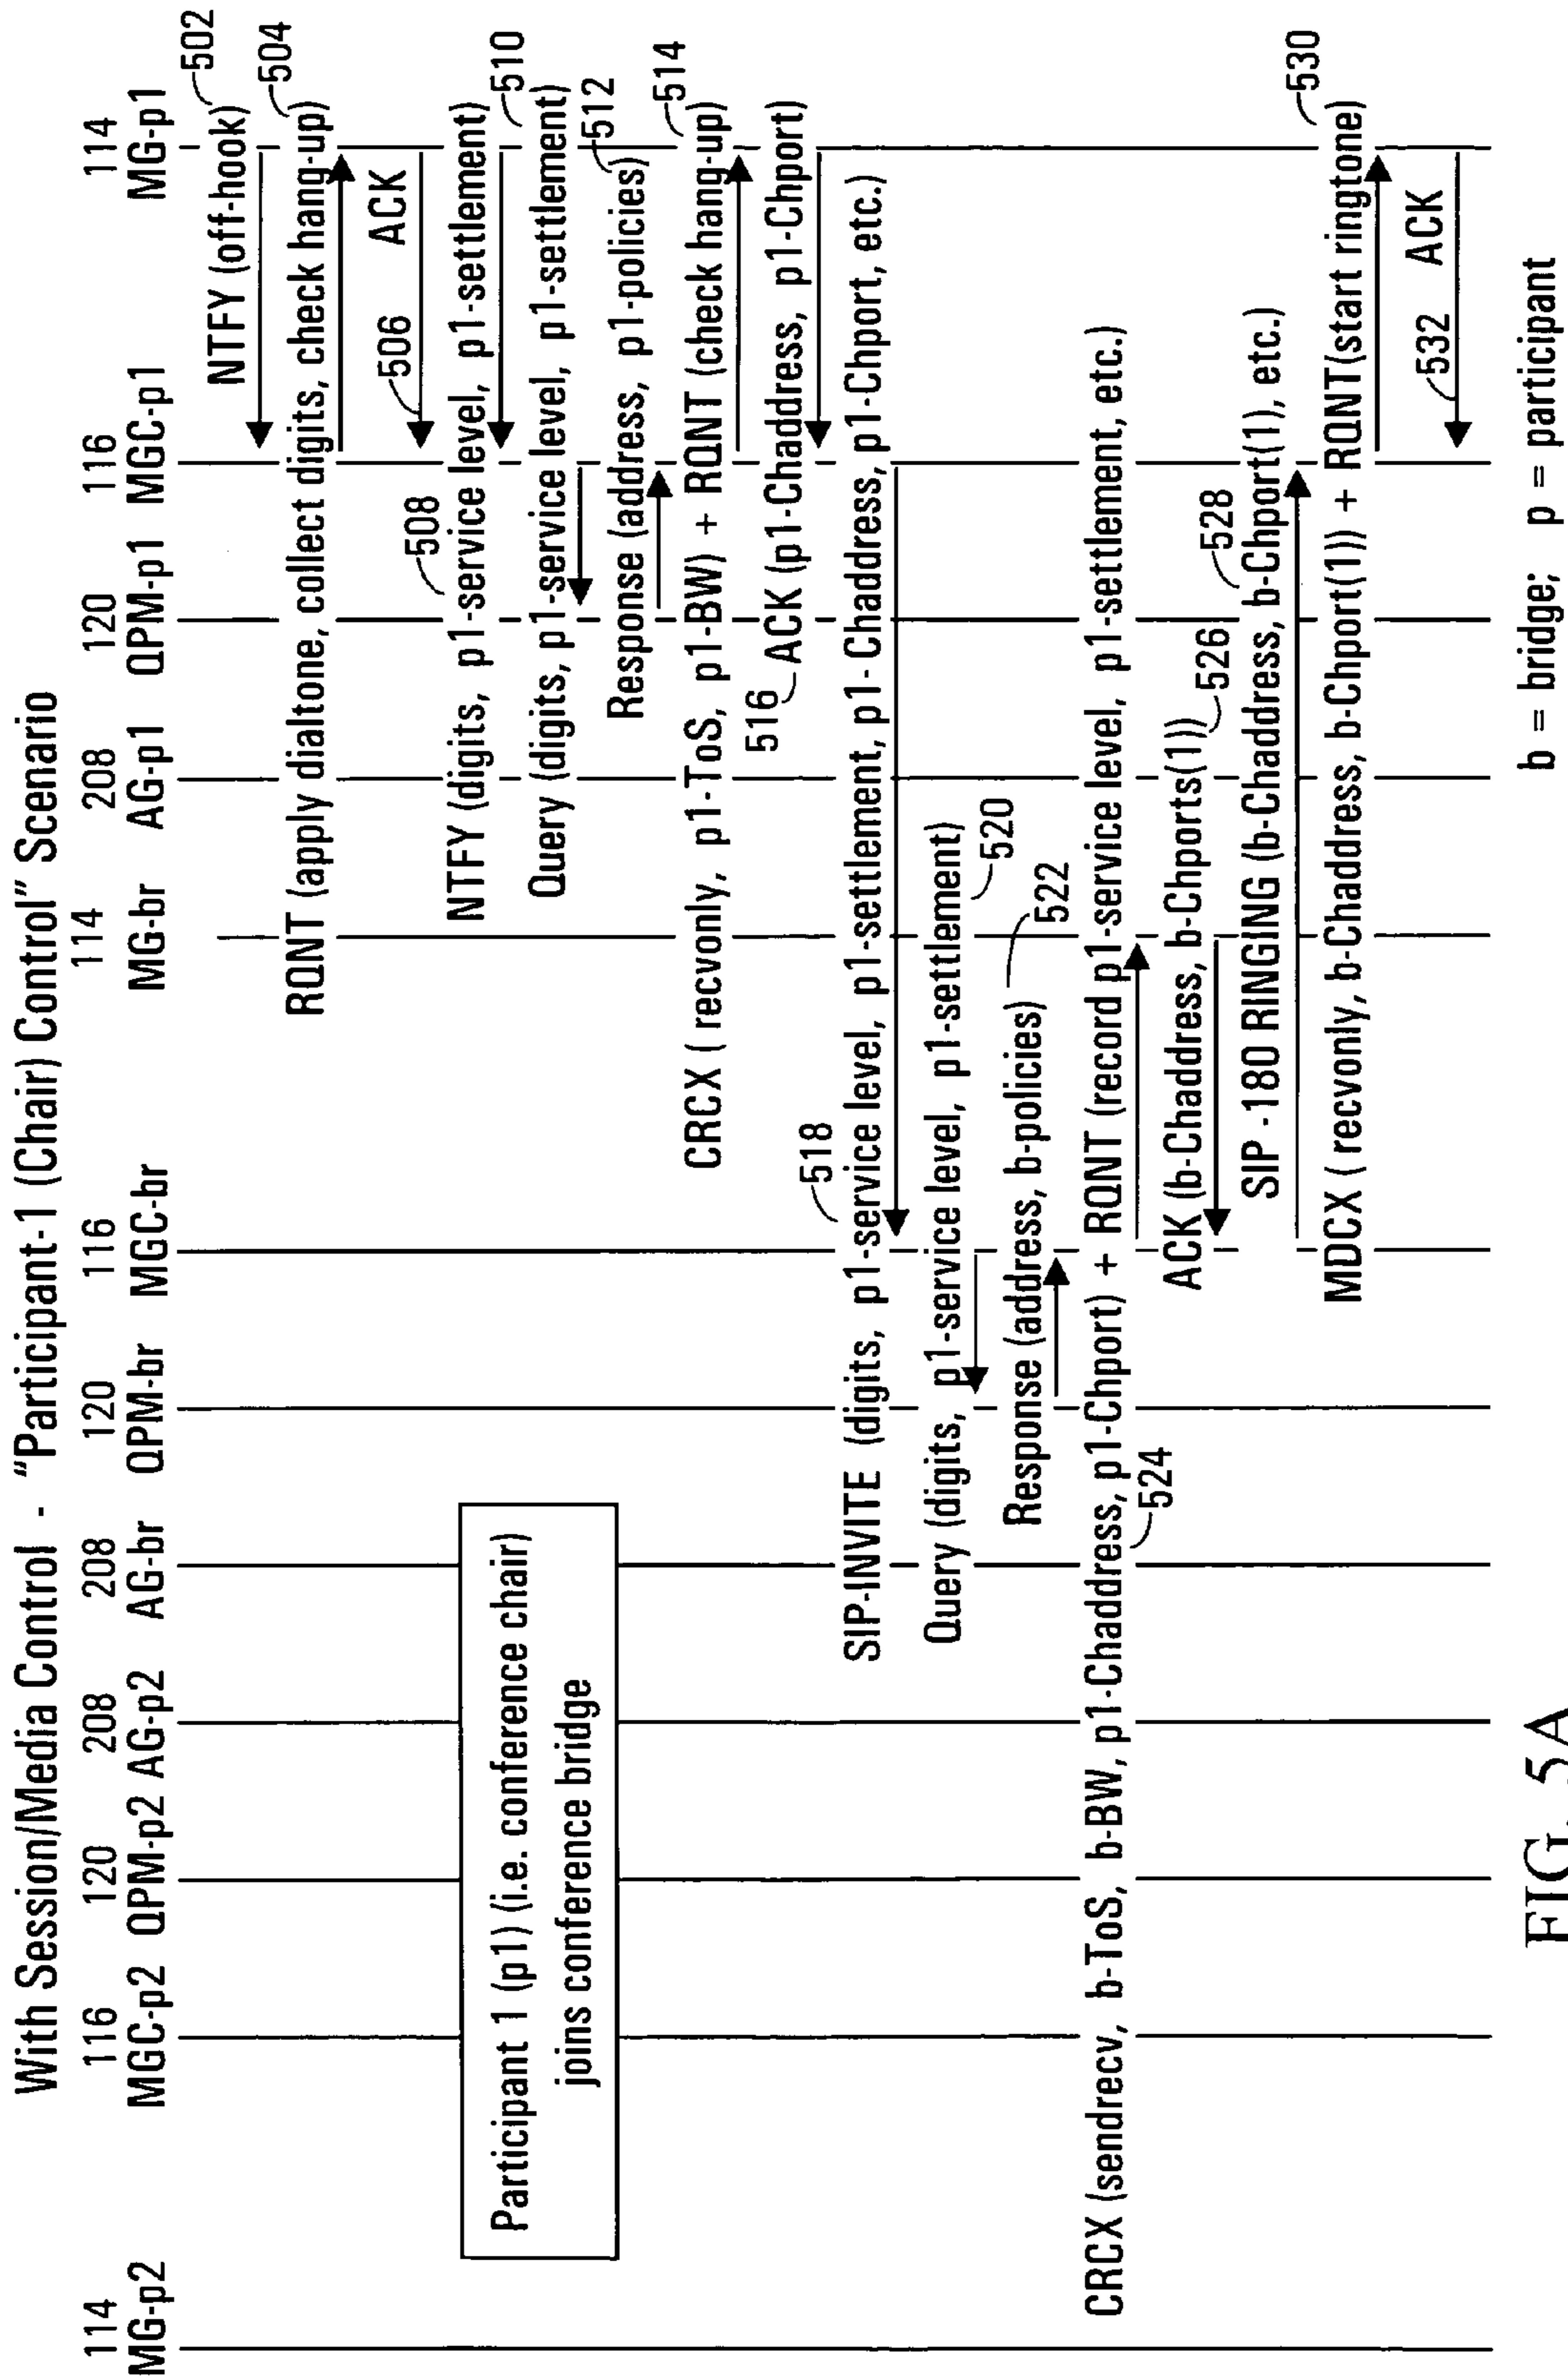 With Session/Media Control - "Participant-1 (Chair) Control" Scenario
114 116 120 208 208 120 116 114 208 120 116 114
MG-p2 MGC-p2 QPM-p2 AG-p2 AG-br QPM-br MGC-br MG-br AG-p1 QPM-p1 MGC-p1 MG-p1
NTFY (off-hook) 502
RQNT (apply dialtone, collect digits, check hang-up) 504
506 ACK
Participant 1 (p1) (i.e. conference chair)
joins conference bridge
508
NTFY (digits, p1-service level, p1-settlement)
510
Query (digits, p1-service level, p1-settlement)
512
Response (address, p1-policies)
514
CRCX ( recvonly, p1-ToS, p1-BW) + RQNT (check hang-up)
516 ACK (p1-Chaddress, p1-Chport)
518
SIP-INVITE (digits, p1-service level, p1-settlement, p1- Chaddress, p1-Chport, etc.)
Query (digits, p1-service level, p1-settlement)
520
522
Response (address, b-policies)
CRCX (sendrecv, b-ToS, b-BW, p1-Chaddress, p1-Chport) + RQNT (record p1-service level, p1-settlement, etc.)
524
ACK (b-Chaddress, b-Chports(1))
526
528
SIP -180 RINGING (b-Chaddress, b-Chport(1), etc.)
530
MDCX ( recvonly, b-Chaddress, b-Chport(1)) + RQNT(start ringtone)
532 ACK
b = bridge; p = participant
FIG. 5A